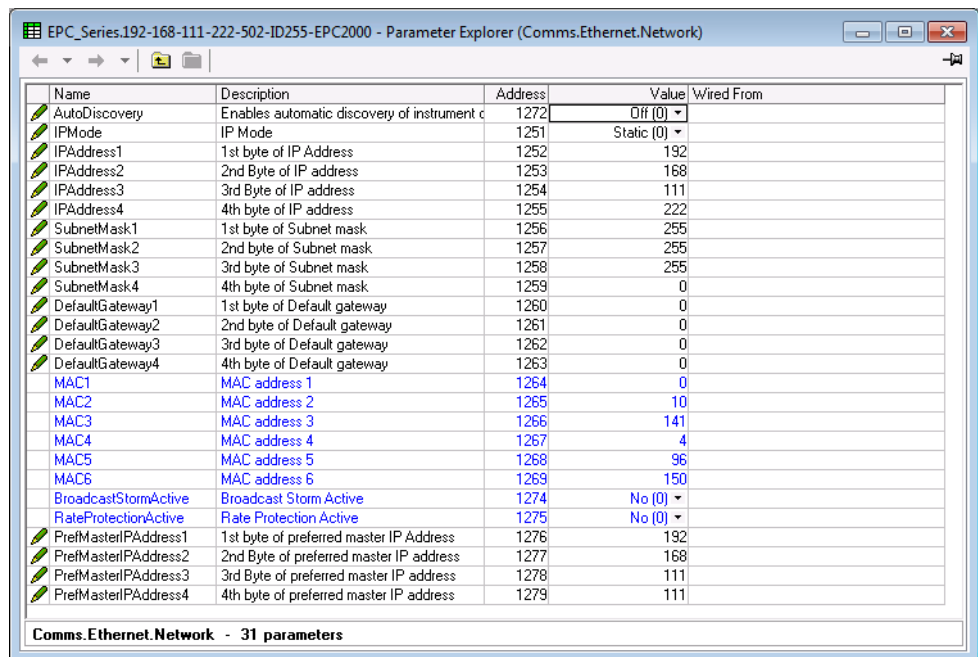 EPC_Series.192-168-111-222-502-ID255-EPC2000 - Parameter Explorer (Comms.Ethernet.Network)
Name Description Address Value Wired From
AutoDiscovery Enables automatic discovery of instrument c 1272 Off (0)
IPMode IP Mode 1251 Static (0)
IPAddress1 1st byte of IP Address 1252 192
IPAddress2 2nd Byte of IP address 1253 168
IPAddress3 3rd Byte of IP address 1254 111
IPAddress4 4th byte of IP address 1255 222
SubnetMask1 1st byte of Subnet mask 1256 255
SubnetMask2 2nd byte of Subnet mask 1257 255
SubnetMask3 3rd byte of Subnet mask 1258 255
SubnetMask4 4th byte of Subnet mask 1259 0
DefaultGateway1 1st byte of Default gateway 1260 0
DefaultGateway2 2nd byte of Default gateway 1261 0
DefaultGateway3 3rd byte of Default gateway 1262 0
DefaultGateway4 4th byte of Default gateway 1263 0
MAC1 MAC address 1 1264 0
MAC2 MAC address 2 1265 10
MAC3 MAC address 3 1266 141
MAC4 MAC address 4 1267 4
MAC5 MAC address 5 1268 96
MAC6 MAC address 6 1269 150
BroadcastStormActive Broadcast Storm Active 1274 No (0)
RateProtectionActive Rate Protection Active 1275 No (0)
PrefMasterIPAddress1 1st byte of preferred master IP Address 1276 192
PrefMasterIPAddress2 2nd Byte of preferred master IP address 1277 168
PrefMasterIPAddress3 3rd Byte of preferred master IP address 1278 111
PrefMasterIPAddress4 4th byte of preferred master IP address 1279 111
Comms.Ethernet.Network - 31 parameters